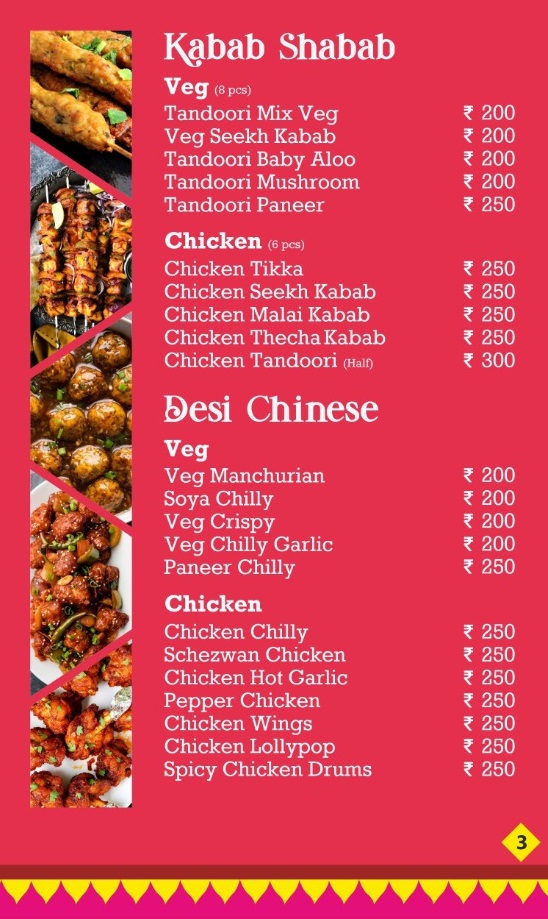 Kabab Shabab
Veg (8 pcs)
Tandoori Mix Veg ₹ 200
Veg Seekh Kabab ₹ 200
Tandoori Baby Aloo ₹ 200
Tandoori Mushroom ₹ 200
Tandoori Paneer ₹ 250
Chicken (6 pcs)
Chicken Tikka ₹ 250
Chicken Seekh Kabab ₹ 250
Chicken Malai Kabab ₹ 250
Chicken Thecha Kabab ₹ 250
Chicken Tandoori (Half) ₹ 300
Desi Chinese
Veg
Veg Manchurian ₹ 200
Soya Chilly ₹ 200
Veg Crispy ₹ 200
Veg Chilly Garlic ₹ 200
Paneer Chilly ₹ 250
Chicken
Chicken Chilly ₹ 250
Schezwan Chicken ₹ 250
Chicken Hot Garlic ₹ 250
Pepper Chicken ₹ 250
Chicken Wings ₹ 250
Chicken Lollypop ₹ 250
Spicy Chicken Drums ₹ 250
3